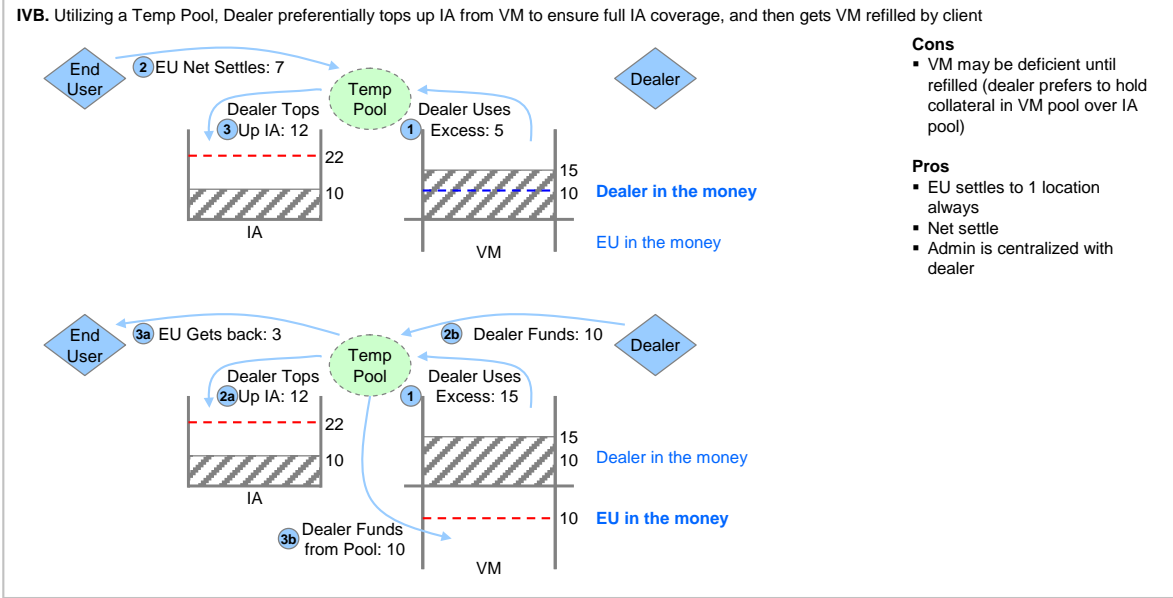 IVB. Utilizing a Temp Pool, Dealer preferentially tops up IA from VM to ensure full IA coverage, and then gets VM refilled by client
End
User
2 EU Net Settles: 7
Temp
Pool
Dealer
Dealer Tops
3 Up IA: 12
Dealer Uses
1 Excess: 5
22
10
IA
15
10
VM
Dealer in the money
EU in the money
Cons
▪ VM may be deficient until
refilled (dealer prefers to hold
collateral in VM pool over IA
pool)
Pros
▪ EU settles to 1 location
always
▪ Net settle
▪ Admin is centralized with
dealer
End
User
3a EU Gets back: 3
Temp
Pool
2b Dealer Funds: 10
Dealer
Dealer Tops
2a Up IA: 12
Dealer Uses
1 Excess: 15
22
10
IA
15
10
Dealer in the money
10
EU in the money
3b Dealer Funds
from Pool: 10
VM